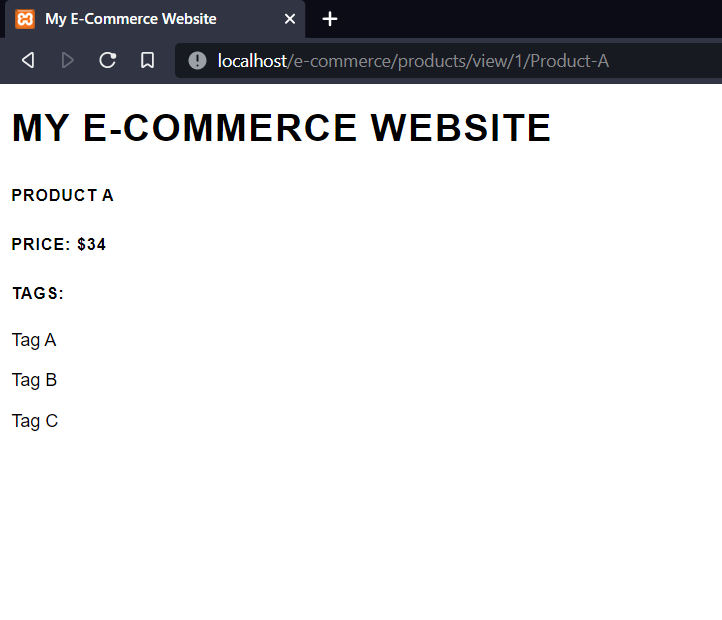 My E-Commerce Website
localhost/e-commerce/products/view/1/Product-A
MY E-COMMERCE WEBSITE
PRODUCT A
PRICE: $34
TAGS:
Tag A
Tag B
Tag C